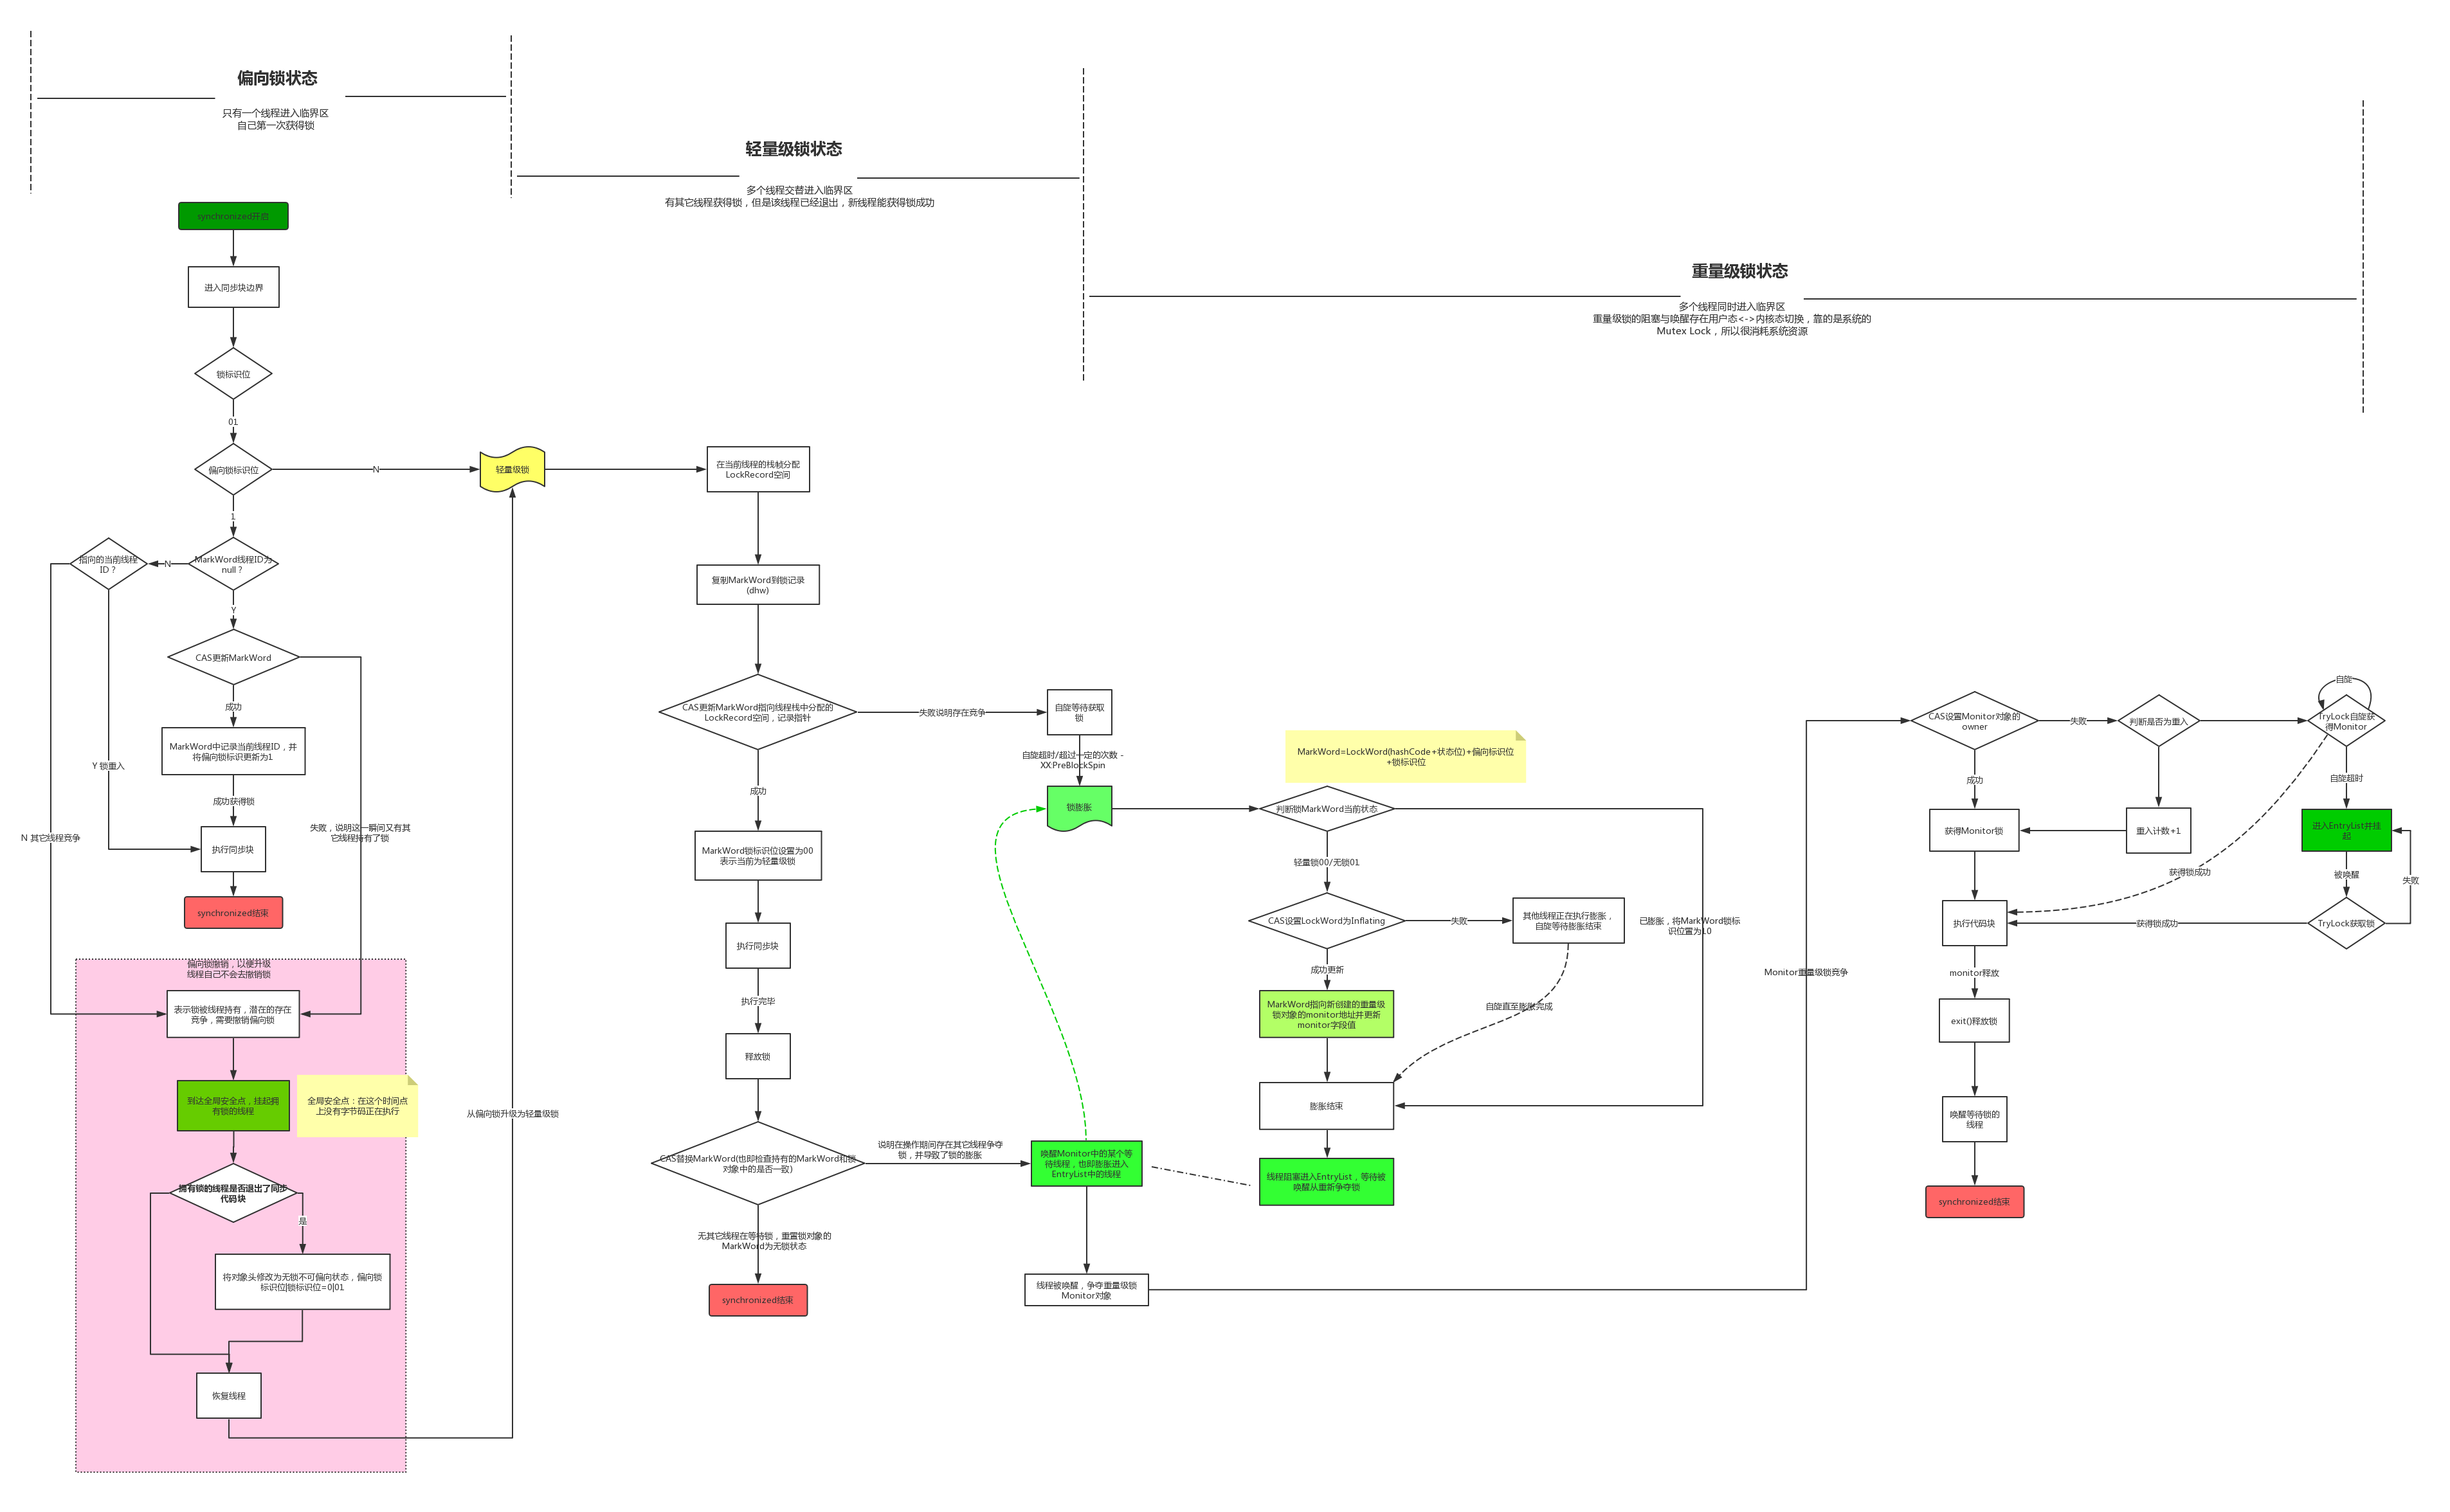 偏向锁状态
只有一个线程进入临界区
自己第一次获得锁
轻量级锁状态
多个线程交替进入临界区
有其它线程获得锁，但是该线程已经退出，新线程能获得锁成功
重量级锁状态
多个线程同时进入临界区
重量级锁的阻塞与唤醒存在用户态<->内核态切换，靠的是系统的
Mutex Lock，所以很消耗系统资源
synchronized开启
进入同步块边界
锁标识位
01
偏向锁标识位
N
1
MarkWord线程ID为
null？
N
指向的当前线程
ID？
Y
CAS更新MarkWord
成功
MarkWord中记录当前线程ID，并
将偏向锁标识更新为1
成功获得锁
执行同步块
synchronized结束
Y 锁重入
N 其它线程竞争
失败，说明这一瞬间又有其
它线程持有了锁
偏向锁撤销，以便升级
线程自己不会去撤销锁
表示锁被线程持有，潜在的存在
竞争，需要撤销偏向锁
到达全局安全点，挂起拥
有锁的线程
全局安全点：在这个时间点
上没有字节码正在执行
拥有锁的线程是否退出了同步
代码块
是
将对象头修改为无锁不可偏向状态，偏向锁
标识位|锁标识位=0|01
恢复线程
从偏向锁升级为轻量级锁
轻量级锁
在当前线程的栈帧分配
LockRecord空间
复制MarkWord到锁记录
(dhw)
CAS更新MarkWord指向线程栈中分配的
LockRecord空间，记录指针
失败说明存在竞争
成功
MarkWord锁标识位设置为00
表示当前为轻量级锁
执行同步块
执行完毕
释放锁
CAS替换MarkWord(也即检查持有的MarkWord和锁
对象中的是否一致)
说明在操作期间存在其它线程争夺
锁，并导致了锁的膨胀
无其它线程在等待锁，重置锁对象的
MarkWord为无锁状态
synchronized结束
自旋等待获取
锁
自旋超时/超过一定的次数 -
XX:PreBlockSpin
锁膨胀
MarkWord=LockWord(hashCode+状态位)+偏向标识位
+锁标识位
判断锁MarkWord当前状态
轻量锁00/无锁01
CAS设置LockWord为Inflating
失败
其他线程正在执行膨胀，
自旋等待膨胀结束
已膨胀，将MarkWord锁标
识位置为10
成功更新
MarkWord指向新创建的重量级
锁对象的monitor地址并更新
monitor字段值
自旋直至膨胀完成
膨胀结束
唤醒Monitor中的某个等
待线程，也即膨胀进入
EntryList中的线程
线程阻塞进入EntryList，等待被
唤醒从重新争夺锁
线程被唤醒，争夺重量级锁
Monitor对象
Monitor重量级锁竞争
CAS设置Monitor对象的
owner
失败
判断是否为重入
自旋
TryLock自旋获
得Monitor
成功
自旋超时
获得Monitor锁
重入计数+1
进入EntryList并挂
起
获得锁成功
被唤醒
失败
执行代码块
获得锁成功
TryLock获取锁
monitor释放
exit()释放锁
唤醒等待锁的
线程
synchronized结束